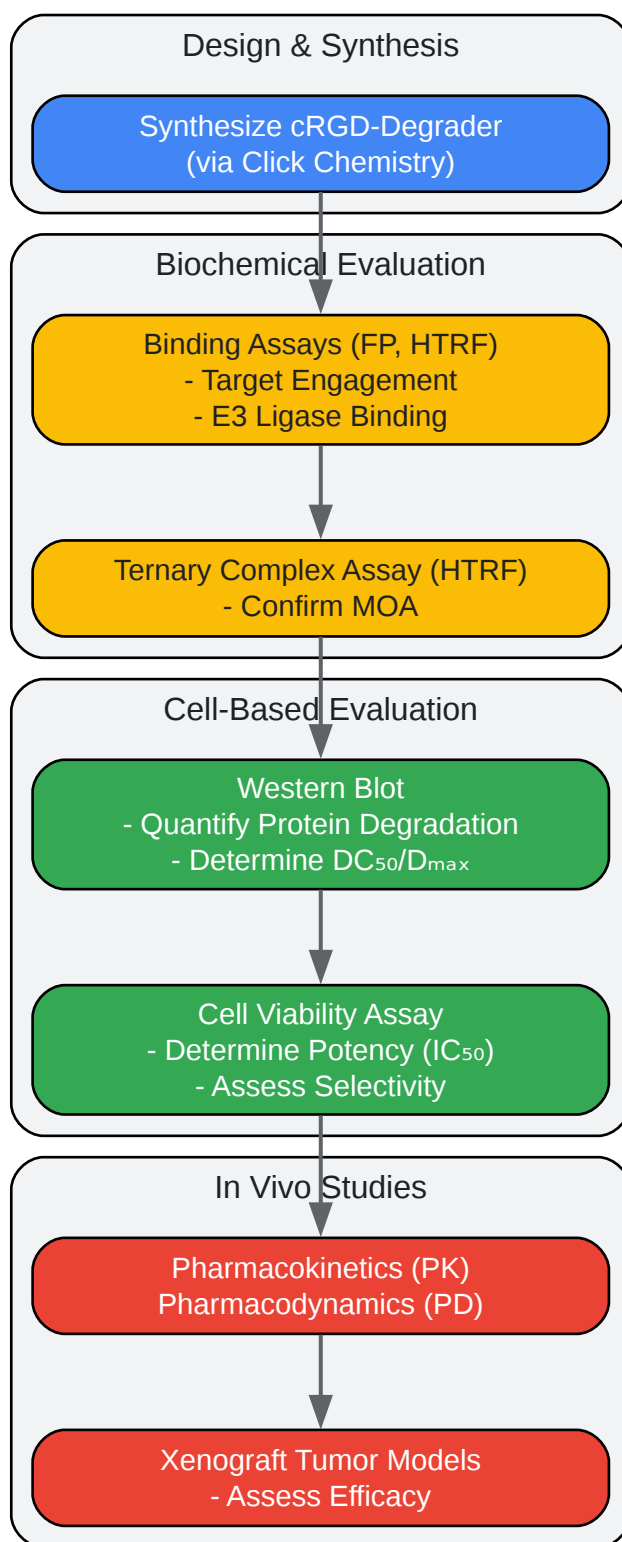 Design & Synthesis
Synthesize cRGD-Degrader
(via Click Chemistry)
Biochemical Evaluation
Binding Assays (FP, HTRF)
- Target Engagement
- E3 Ligase Binding
Ternary Complex Assay (HTRF)
- Confirm MOA
Cell-Based Evaluation
Western Blot
- Quantify Protein Degradation
- Determine DC₅₀/Dₘₐₓ
Cell Viability Assay
- Determine Potency (IC₅₀)
- Assess Selectivity
In Vivo Studies
Pharmacokinetics (PK)
Pharmacodynamics (PD)
Xenograft Tumor Models
- Assess Efficacy